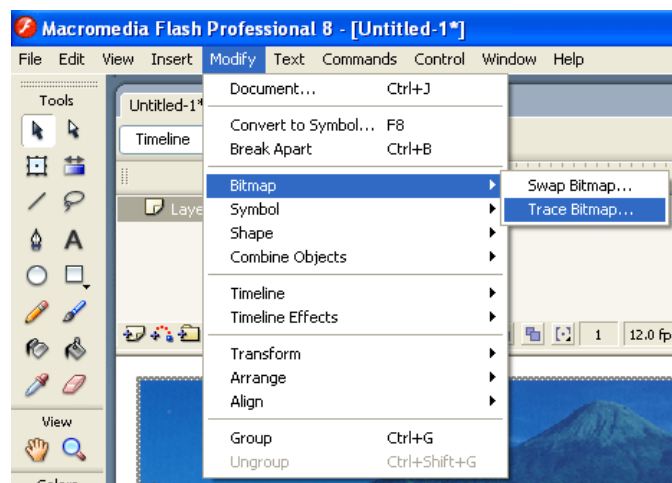 Macromedia Flash Professional 8 - [Untitled-1*]
File Edit View Insert Modify Text Commands Control Window Help
Tools
Untitled-1*
Timeline
Document... Ctrl+J
Convert to Symbol... F8
Break Apart Ctrl+B
Bitmap
Swap Bitmap...
Trace Bitmap...
Symbol
Shape
Combine Objects
Timeline
Timeline Effects
1 12.0 fp
Transform
Arrange
Align
View
Group Ctrl+G
Ungroup Ctrl+Shift+G